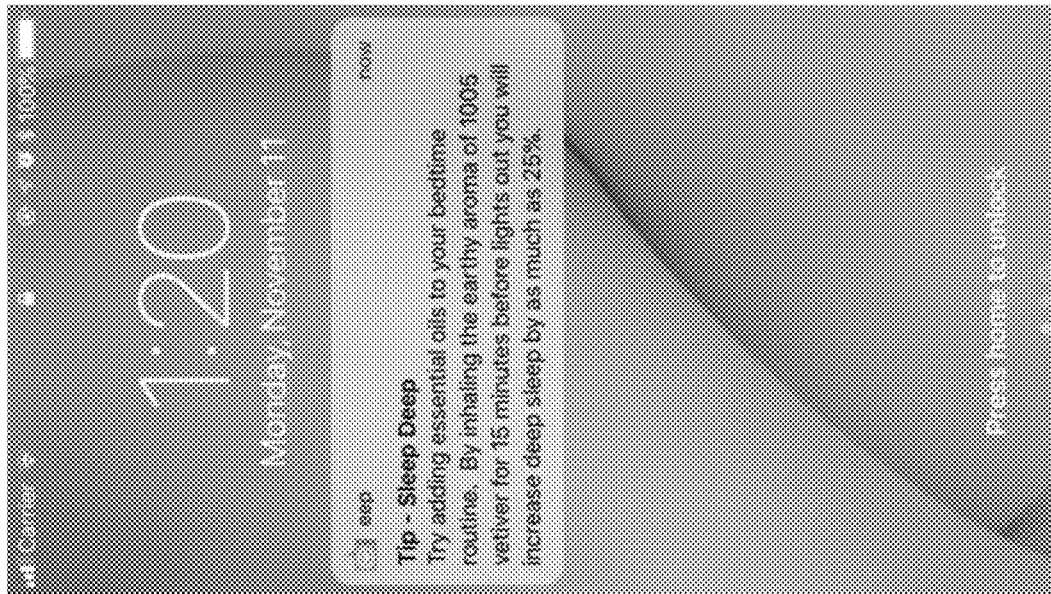 Carrier 100%
1:20
Monday, November 11
eep now
Tip - Sleep Deep
Try adding essential oils to your bedtime
routine. By inhaling the earthy aroma of 100%
vetiver for 15 minutes before lights out you will
increase deep sleep by as much as 25%.
Press home to unlock